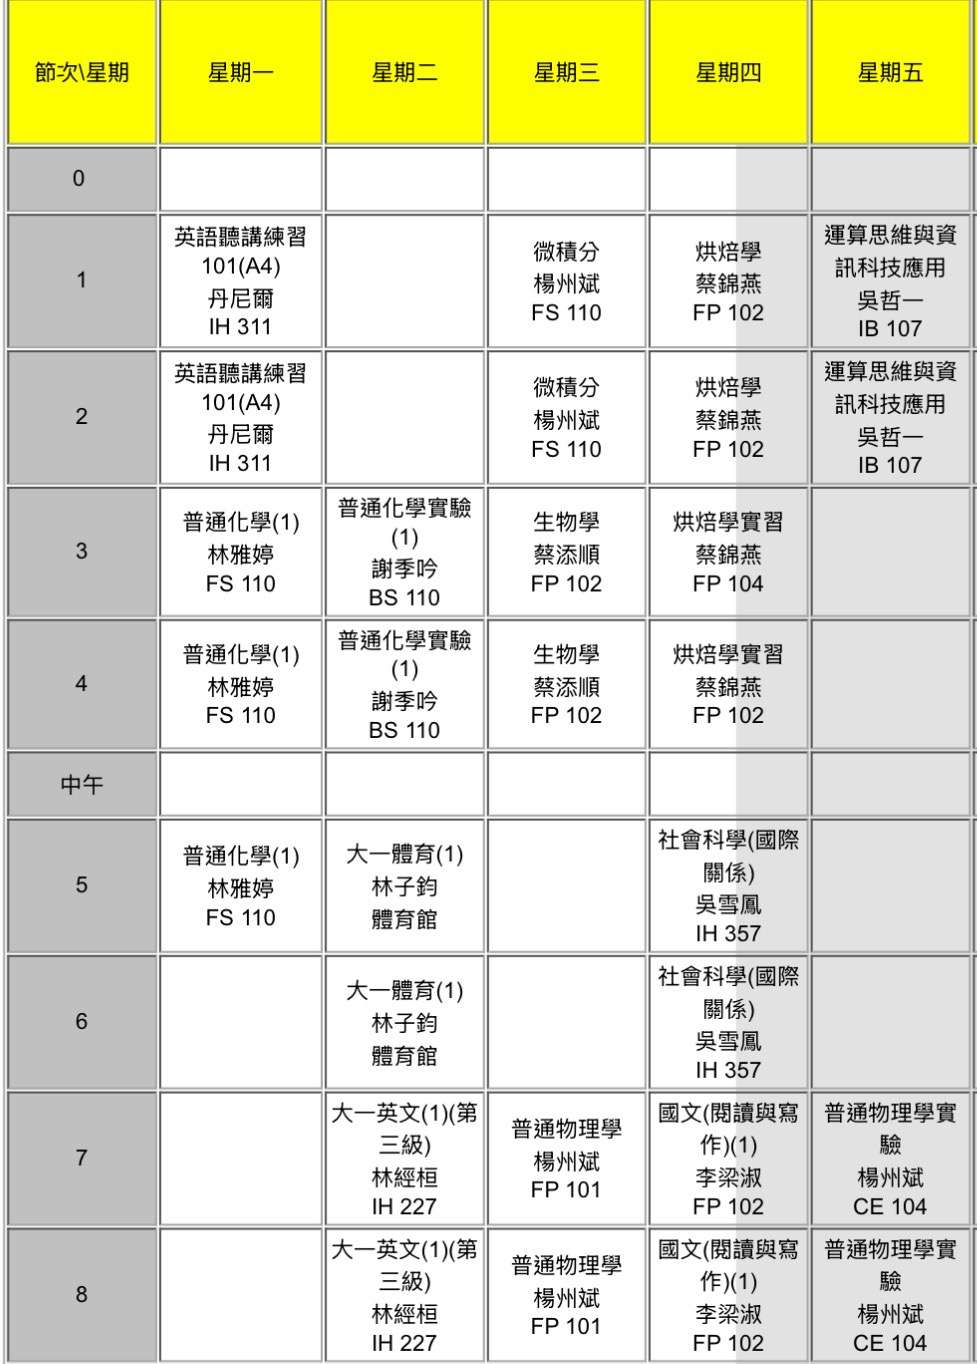 節次\星期 星期一 星期二 星期三 星期四 星期五
0
1
英語聽講練習
101(A4)
丹尼爾
IH 311
微積分
楊州斌
FS 110
烘焙學
蔡錦燕
FP 102
運算思維與資
訊科技應用
吳哲一
IB 107
2
英語聽講練習
101(A4)
丹尼爾
IH 311
微積分
楊州斌
FS 110
烘焙學
蔡錦燕
FP 102
運算思維與資
訊科技應用
吳哲一
IB 107
3
普通化學(1)
林雅婷
FS 110
普通化學實驗
(1)
謝季吟
BS 110
生物學
蔡添順
FP 102
烘焙學實習
蔡錦燕
FP 104
4
普通化學(1)
林雅婷
FS 110
普通化學實驗
(1)
謝季吟
BS 110
生物學
蔡添順
FP 102
烘焙學實習
蔡錦燕
FP 102
中午
5
普通化學(1)
林雅婷
FS 110
大一體育(1)
林子鈞
體育館
社會科學(國際
關係)
吳雪鳳
IH 357
6
大一體育(1)
林子鈞
體育館
社會科學(國際
關係)
吳雪鳳
IH 357
7
大一英文(1)(第
三級)
林經桓
IH 227
普通物理學
楊州斌
FP 101
國文(閱讀與寫
作)(1)
李梁淑
FP 102
普通物理學實
驗
楊州斌
CE 104
8
大一英文(1)(第
三級)
林經桓
IH 227
普通物理學
楊州斌
FP 101
國文(閱讀與寫
作)(1)
李梁淑
FP 102
普通物理學實
驗
楊州斌
CE 104